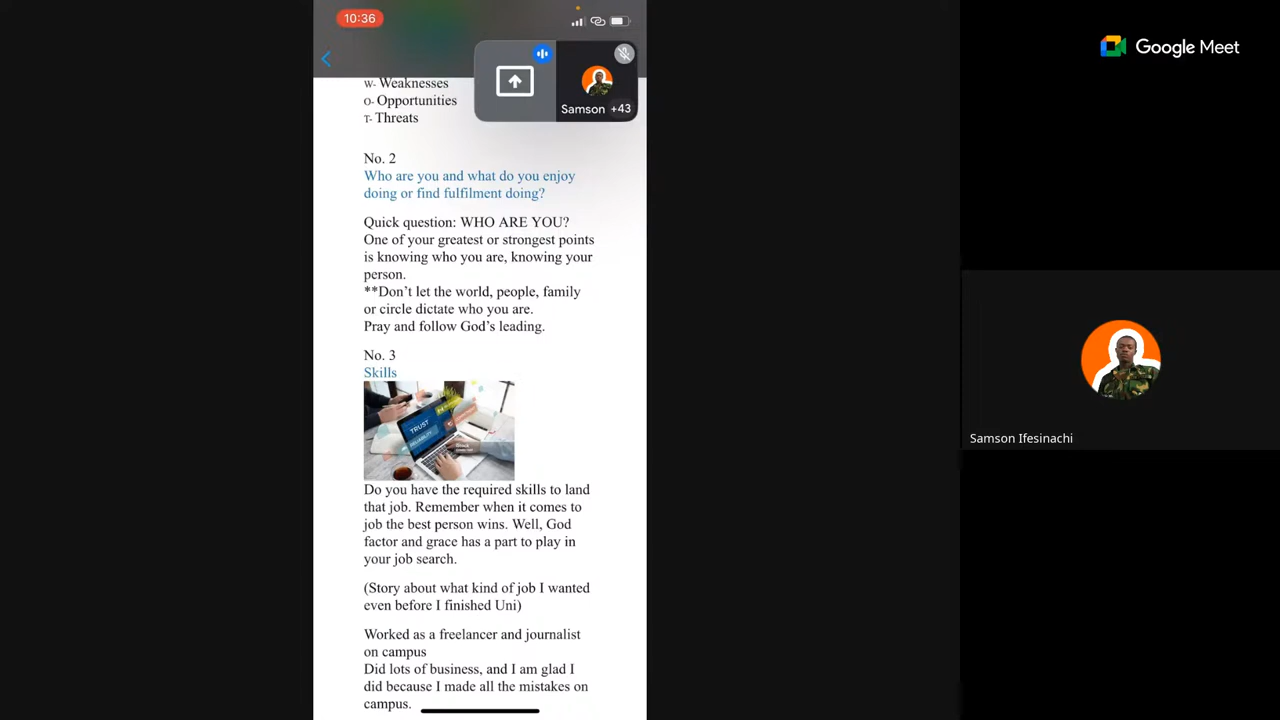 10:36
Google Meet
Samson +43
W- Weaknesses
O- Opportunities
T- Threats
No. 2
Who are you and what do you enjoy
doing or find fulfilment doing?
Quick question: WHO ARE YOU?
One of your greatest or strongest points
is knowing who you are, knowing your
person.
**Don’t let the world, people, family
or circle dictate who you are.
Pray and follow God’s leading.
No. 3
Skills
TRUST
RELIABILITY
Do you have the required skills to land
that job. Remember when it comes to
job the best person wins. Well, God
factor and grace has a part to play in
your job search.
(Story about what kind of job I wanted
even before I finished Uni)
Worked as a freelancer and journalist
on campus
Did lots of business, and I am glad I
did because I made all the mistakes on
campus.
Samson Ifesinachi